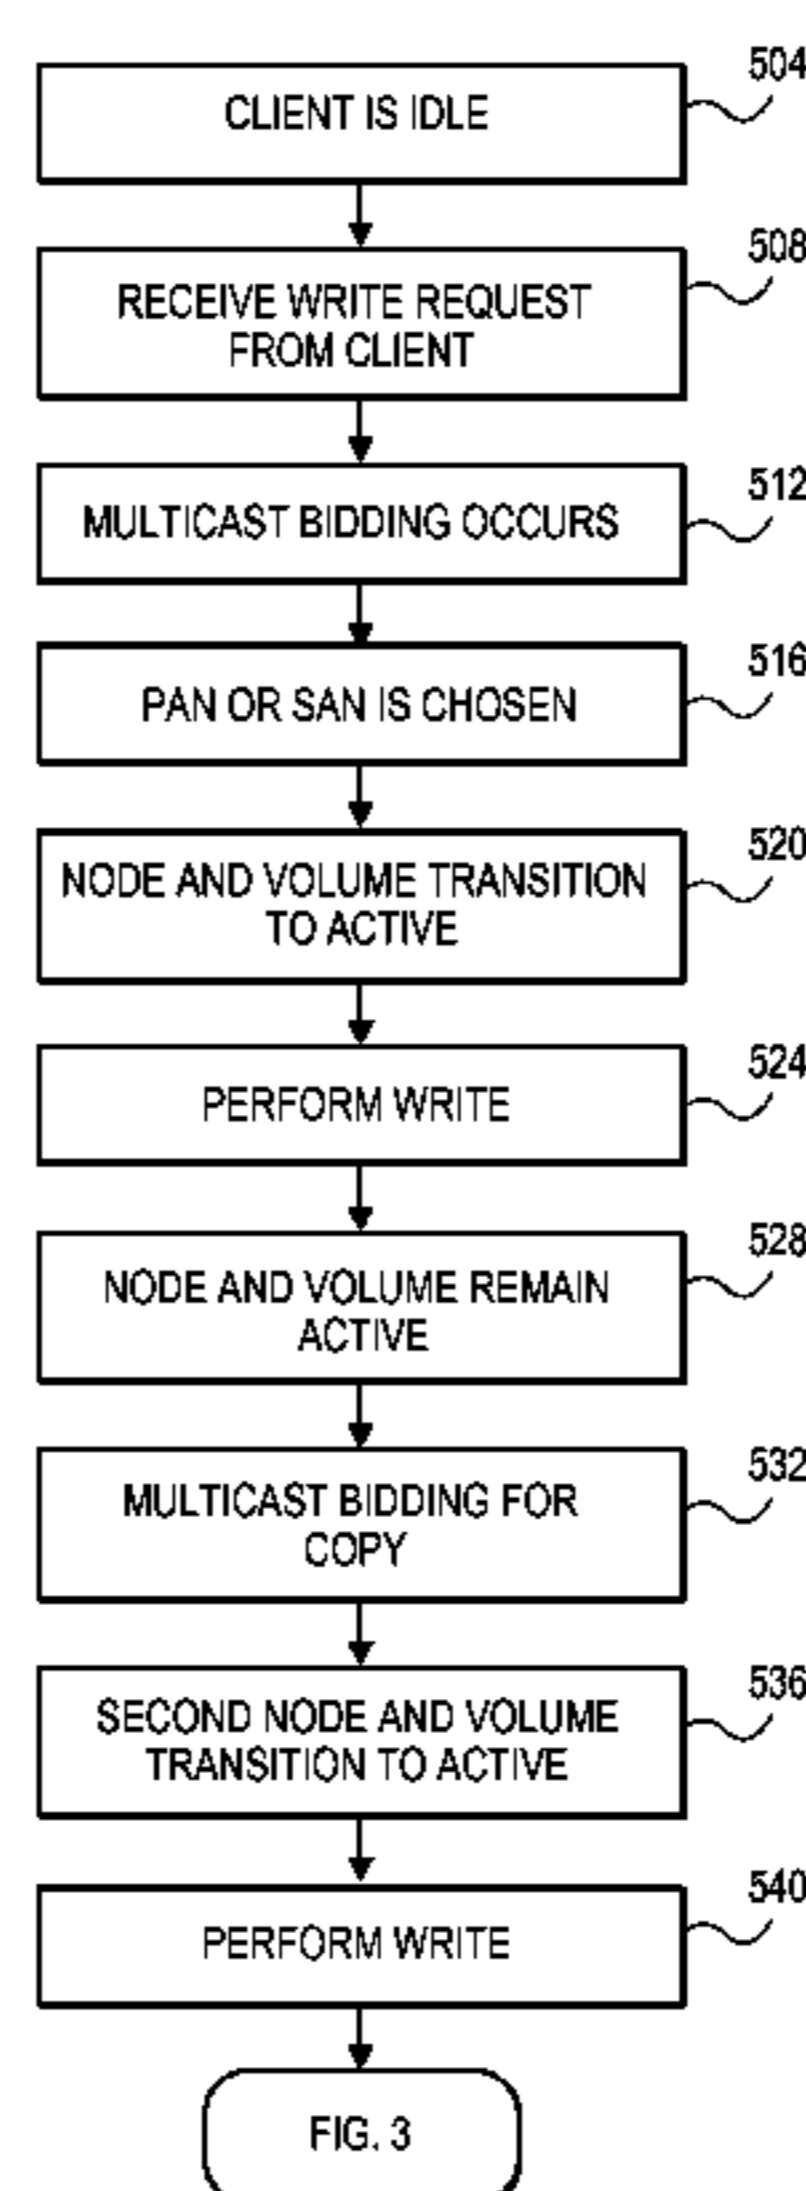 504
CLIENT IS IDLE
508
RECEIVE WRITE REQUEST
FROM CLIENT
512
MULTICAST BIDDING OCCURS
516
PAN OR SAN IS CHOSEN
520
NODE AND VOLUME TRANSITION
TO ACTIVE
524
PERFORM WRITE
528
NODE AND VOLUME REMAIN
ACTIVE
532
MULTICAST BIDDING FOR
COPY
536
SECOND NODE AND VOLUME
TRANSITION TO ACTIVE
540
PERFORM WRITE
FIG. 3